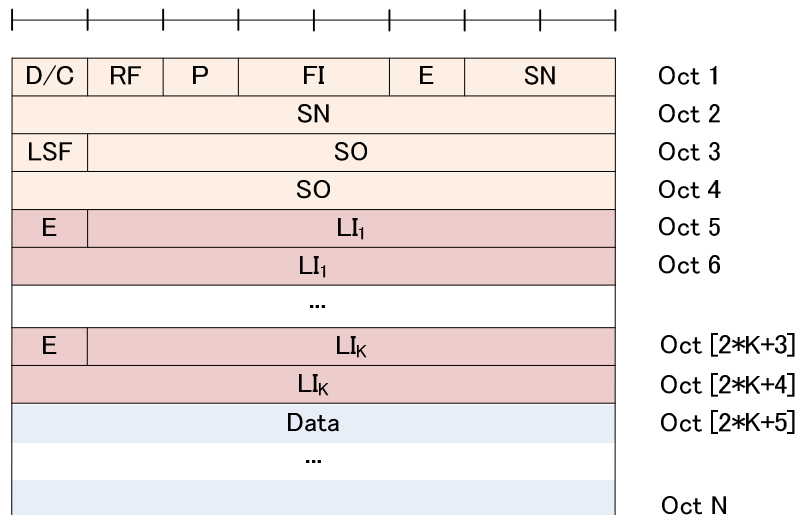 D/C RF P FI E SN Oct 1
SN Oct 2
LSF SO Oct 3
SO Oct 4
E LI₁ Oct 5
LI₁ Oct 6
...
E LIK Oct [2*K+3]
LIK Oct [2*K+4]
Data Oct [2*K+5]
...
Oct N